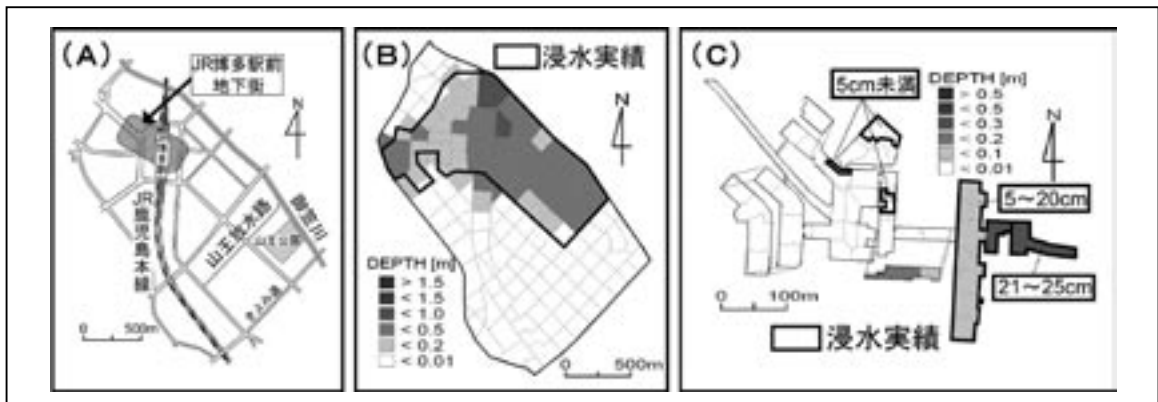 (A)
JR博多駅前
地下街
N
JR鹿児島本線
山王放水路
山王公園
御笠川
0 500m
(B)
浸水実績
N
DEPTH [m]
> 1.5
< 1.5
< 1.0
< 0.5
< 0.2
< 0.01
0 500m
(C)
5cm未満
DEPTH [m]
> 0.5
< 0.5
< 0.3
< 0.2
< 0.1
≦ 0.01
N
5～20cm
21～25cm
0 100m
浸水実績